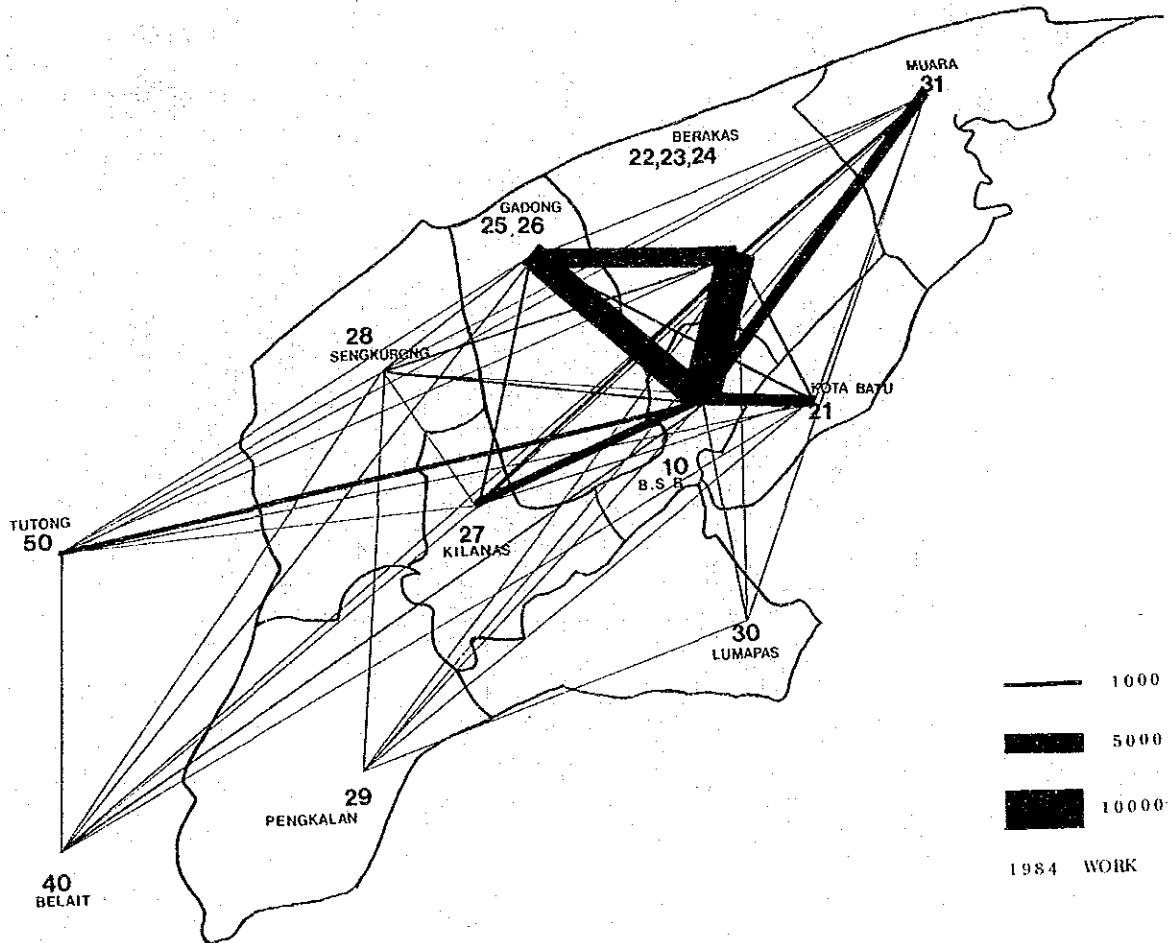 MUARA
31
BERAKAS
22,23,24
GADONG
25,26
28
SENGKURONG
KOTA BATU
21
10
B.S.B
TUTONG
50
27
KILANAS
30
LUMAPAS
1000
5000
29
PENGKALAN
10000
1984 WORK
40
BELAIT